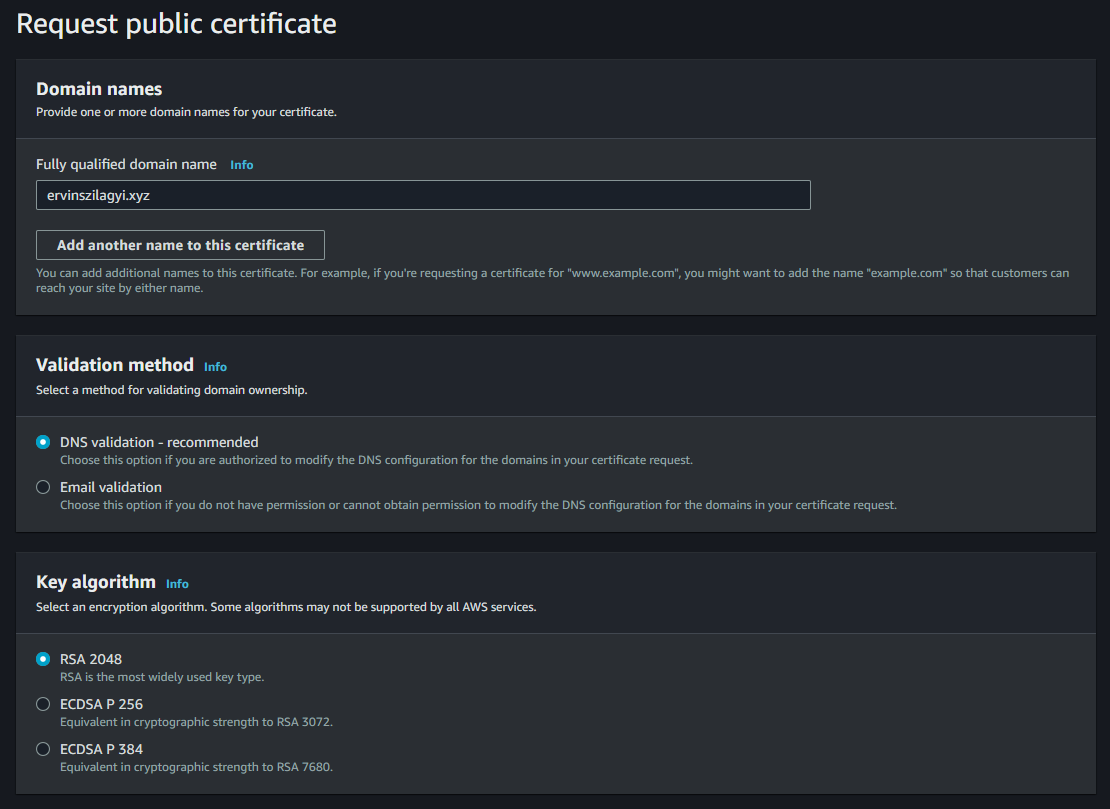 Request public certificate
Domain names
Provide one or more domain names for your certificate.
Fully qualified domain name Info
ervinszilagyi.xyz
Add another name to this certificate
You can add additional names to this certificate. For example, if you're requesting a certificate for "www.example.com", you might want to add the name "example.com" so that customers can
reach your site by either name.
Validation method Info
Select a method for validating domain ownership.
DNS validation - recommended
Choose this option if you are authorized to modify the DNS configuration for the domains in your certificate request.
Email validation
Choose this option if you do not have permission or cannot obtain permission to modify the DNS configuration for the domains in your certificate request.
Key algorithm Info
Select an encryption algorithm. Some algorithms may not be supported by all AWS services.
RSA 2048
RSA is the most widely used key type.
ECDSA P 256
Equivalent in cryptographic strength to RSA 3072.
ECDSA P 384
Equivalent in cryptographic strength to RSA 7680.